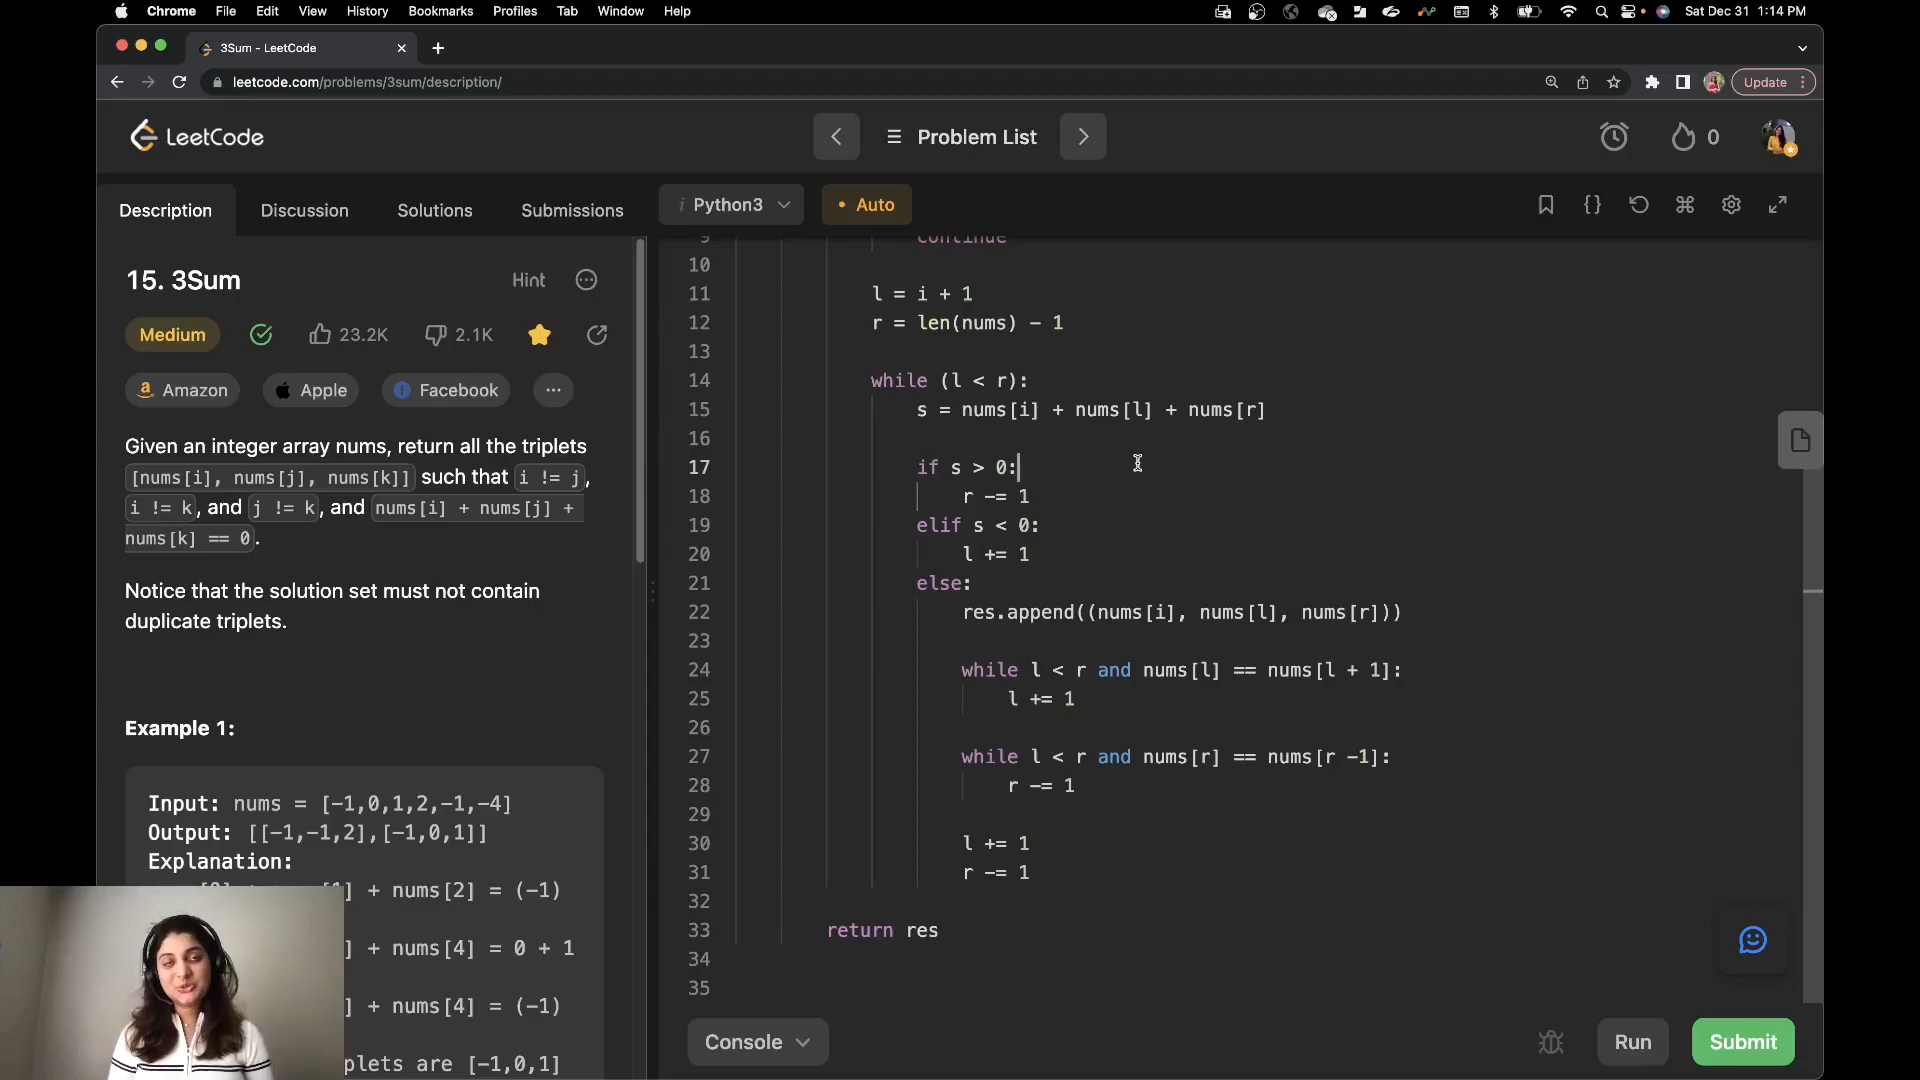 Chrome File Edit View History Bookmarks Profiles Tab Window Help
Sat Dec 31 1:14 PM
3Sum - LeetCode
leetcode.com/problems/3sum/description/
Update
LeetCode
Problem List
0
Description Discussion Solutions Submissions
Python3
Auto
15. 3Sum
Hint
Medium
23.2K
2.1K
Amazon
Apple
Facebook
Given an integer array nums, return all the triplets
[nums[i], nums[j], nums[k]] such that i != j,
i != k, and j != k, and nums[i] + nums[j] +
nums[k] == 0.
Notice that the solution set must not contain
duplicate triplets.
Example 1:
Input: nums = [-1,0,1,2,-1,-4]
Output: [[-1,-1,2],[-1,0,1]]
Explanation:
1] + nums[2] = (-1)
] + nums[4] = 0 + 1
] + nums[4] = (-1)
plets are [-1,0,1]
9 continue
10
11 l = i + 1
12 r = len(nums) - 1
13
14 while (l < r):
15 s = nums[i] + nums[l] + nums[r]
16
17 if s > 0:
18 r -= 1
19 elif s < 0:
20 l += 1
21 else:
22 res.append((nums[i], nums[l], nums[r]))
23
24 while l < r and nums[l] == nums[l + 1]:
25 l += 1
26
27 while l < r and nums[r] == nums[r -1]:
28 r -= 1
29
30 l += 1
31 r -= 1
32
33 return res
34
35
Console
Run
Submit